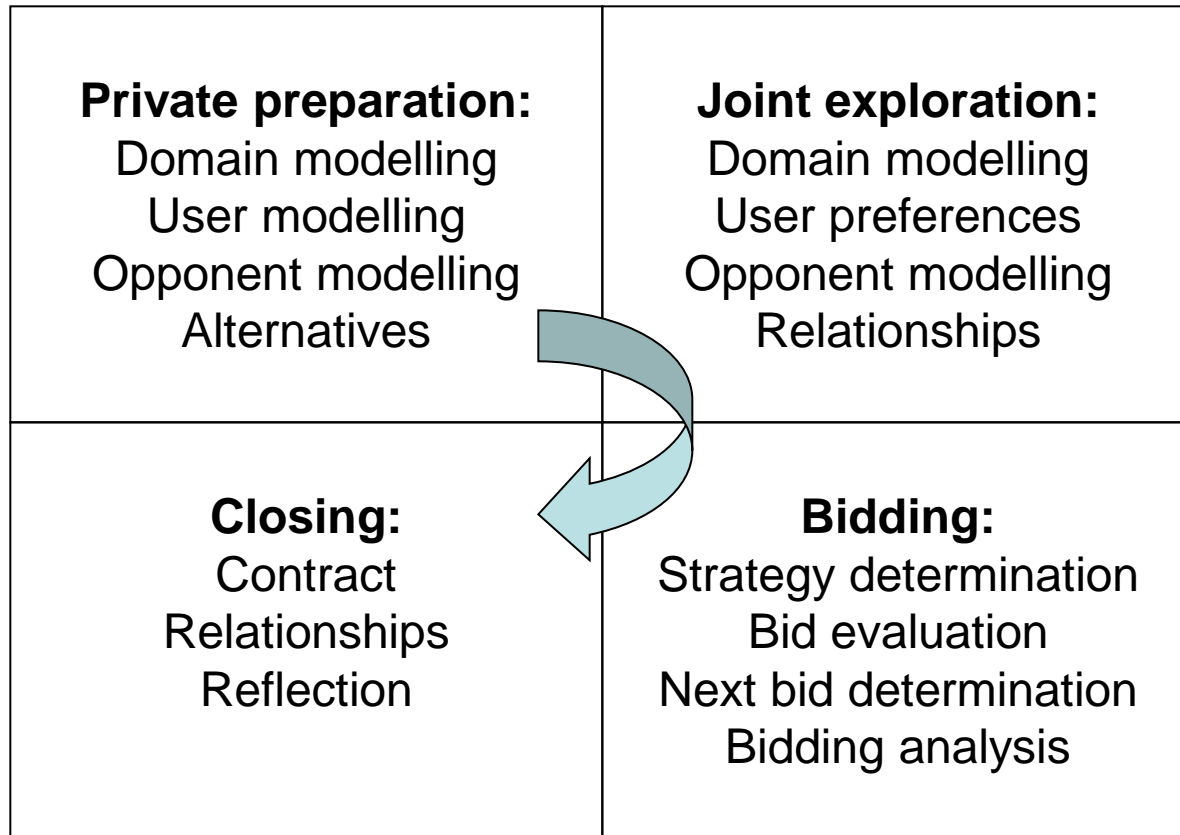 Private preparation:
Domain modelling
User modelling
Opponent modelling
Alternatives
Joint exploration:
Domain modelling
User preferences
Opponent modelling
Relationships
Closing:
Contract
Relationships
Reflection
Bidding:
Strategy determination
Bid evaluation
Next bid determination
Bidding analysis